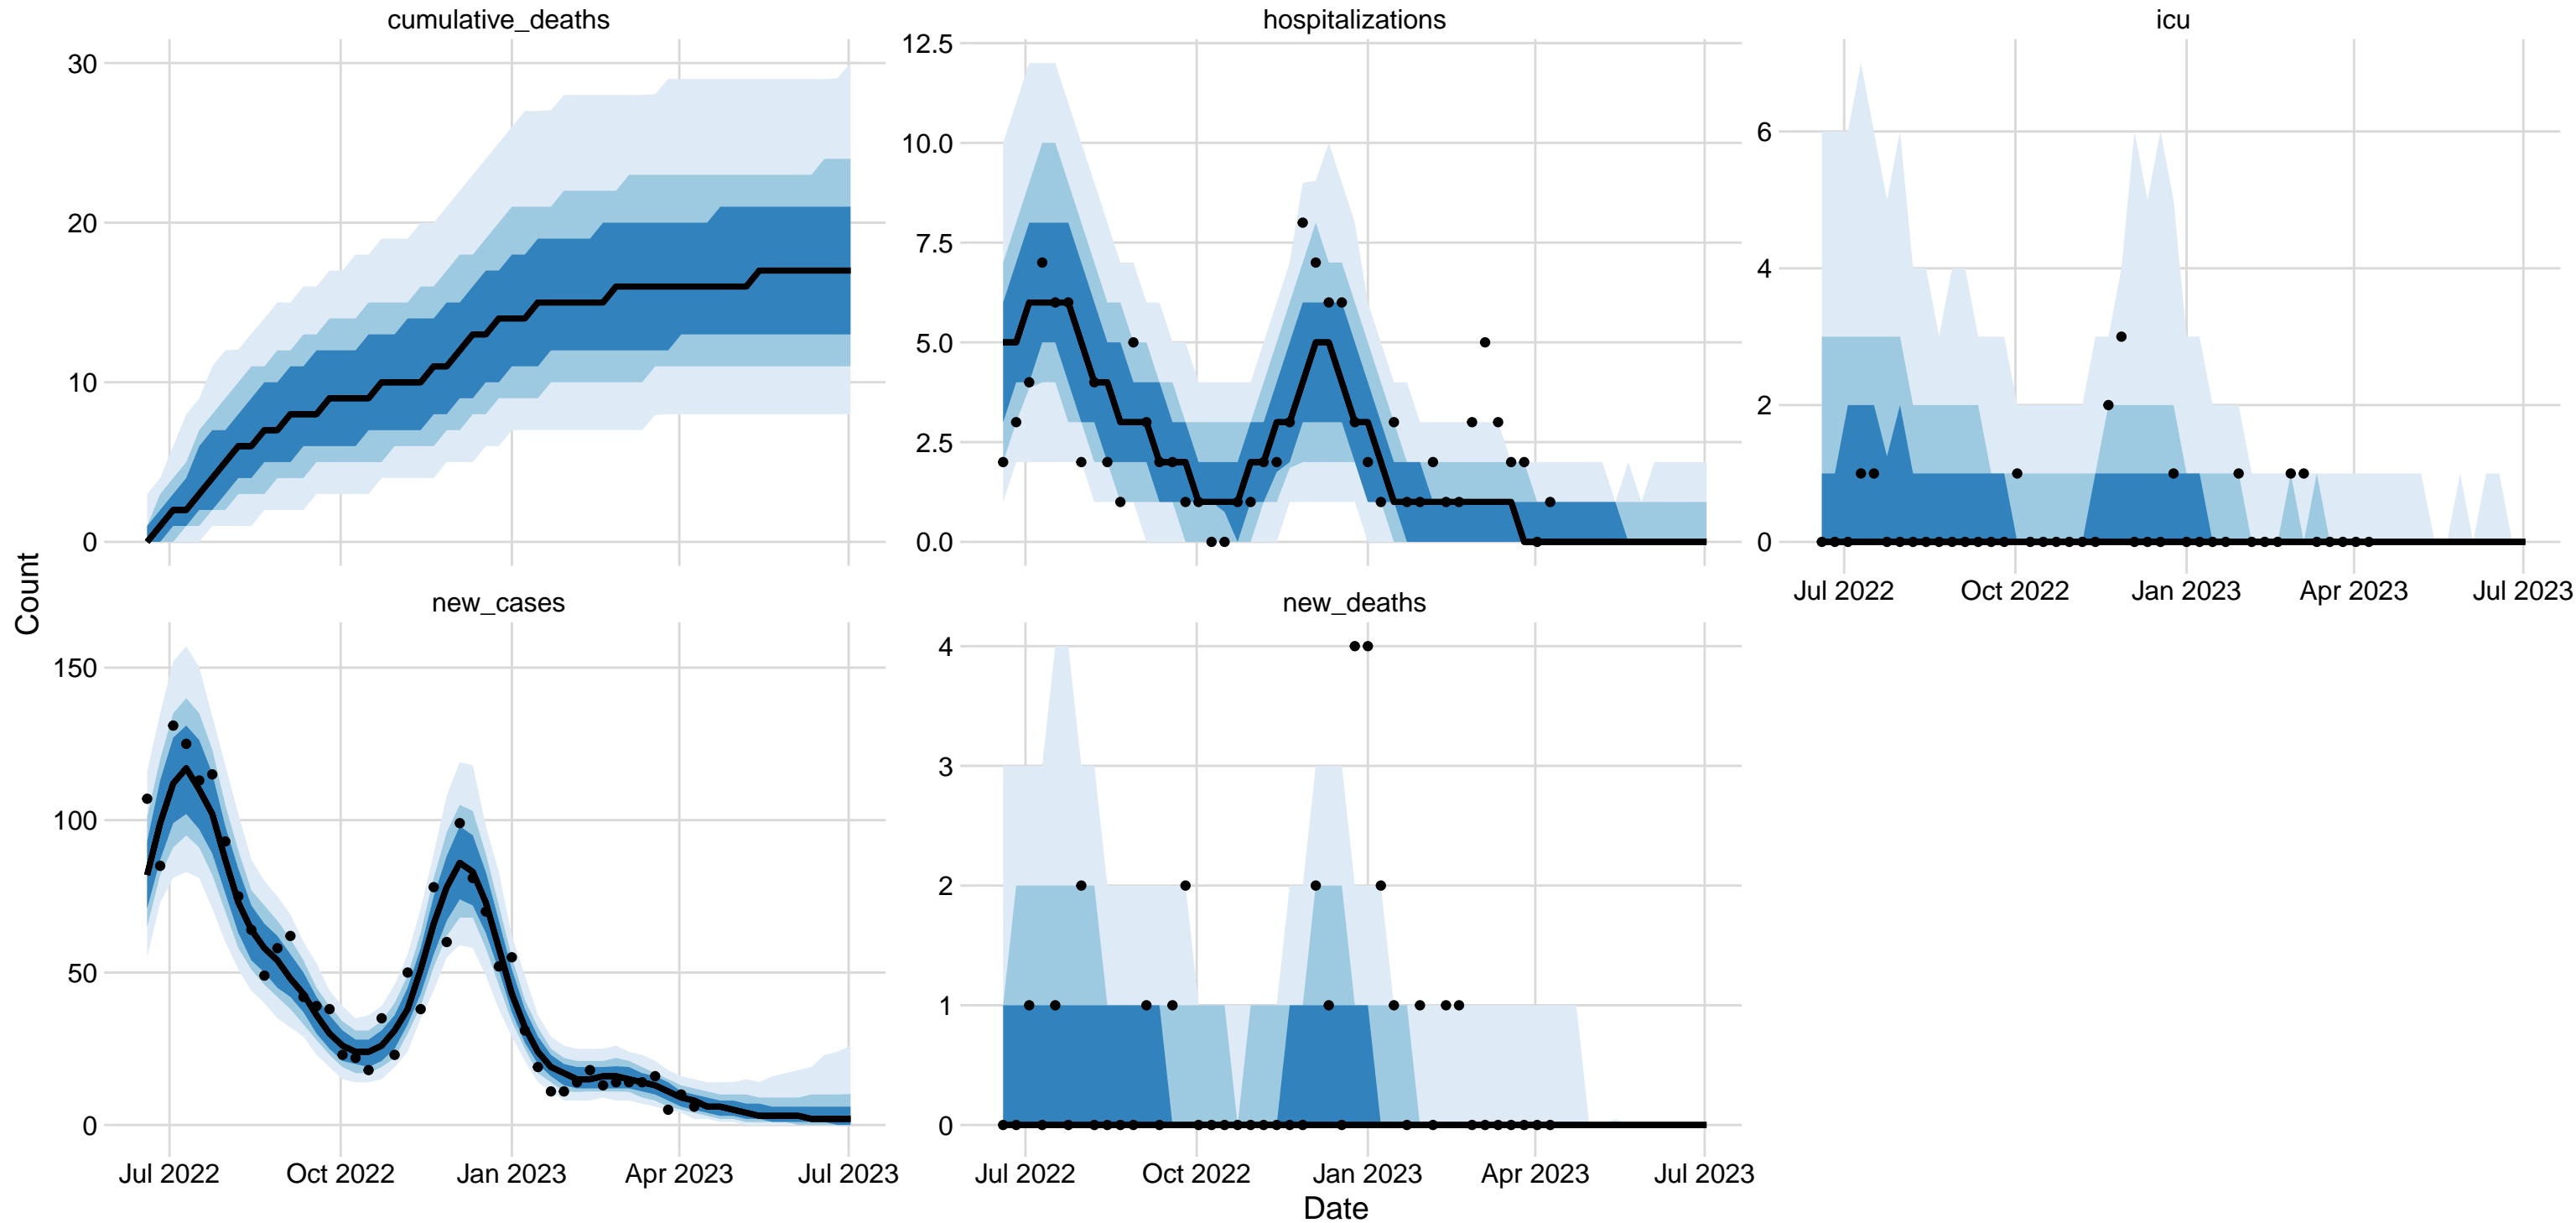 cumulative_deaths
hospitalizations
icu
30
20
10
0
12.5
10.0
7.5
5.0
2.5
0.0
6
4
2
0
Jul 2022 Oct 2022 Jan 2023 Apr 2023 Jul 2023
Count
new_cases
new_deaths
150
100
50
0
4
3
2
1
0
Jul 2022 Oct 2022 Jan 2023 Apr 2023 Jul 2023
Jul 2022 Oct 2022 Jan 2023 Apr 2023 Jul 2023
Date